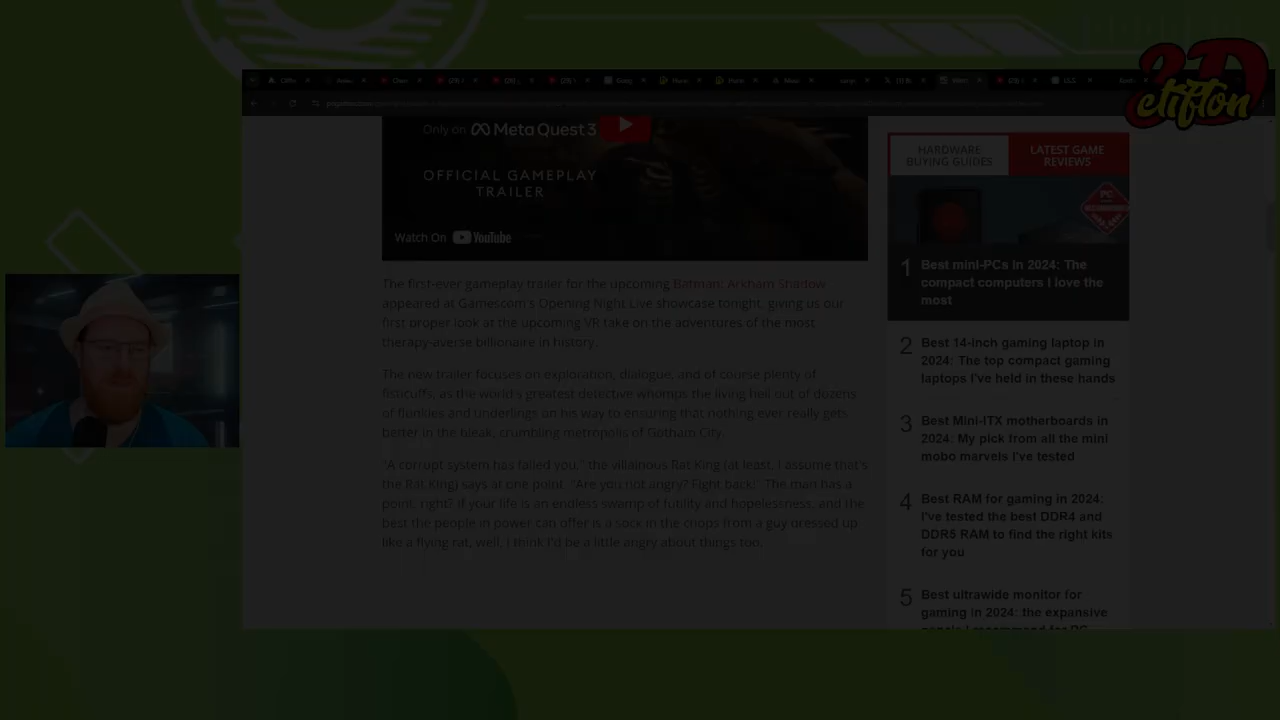 2D
clifton
Only on Meta Quest 3
OFFICIAL GAMEPLAY
TRAILER
Watch On YouTube
The first-ever gameplay trailer for the upcoming Batman: Arkham Shadow
appeared at Gamescom's Opening Night Live showcase tonight, giving us our
first proper look at the upcoming VR take on the adventures of the most
therapy-averse billionaire in history.
The new trailer focuses on exploration, dialogue, and of course plenty of
fisticuffs, as the world's greatest detective whomps the living hell out of dozens
of flunkies and underlings on his way to ensuring that nothing ever really gets
better in the bleak, crumbling metropolis of Gotham City.
"A corrupt system has failed you," the villainous Rat King (at least, I assume that's
the Rat King) says at one point. "Are you not angry? Fight back!" The man has a
point, right? If your life is an endless swamp of futility and hopelessness, and the
best the people in power can offer is a sock in the chops from a guy dressed up
like a flying rat, well, I think I'd be a little angry about things too.
HARDWARE
BUYING GUIDES
LATEST GAME
REVIEWS
1 Best mini-PCs in 2024: The
compact computers I love the
most
2 Best 14-inch gaming laptop in
2024: The top compact gaming
laptops I've held in these hands
3 Best Mini-ITX motherboards in
2024: My pick from all the mini
mobo marvels I've tested
4 Best RAM for gaming in 2024:
I've tested the best DDR4 and
DDR5 RAM to find the right kits
for you
5 Best ultrawide monitor for
gaming in 2024: the expansive
panels I recommend for PC